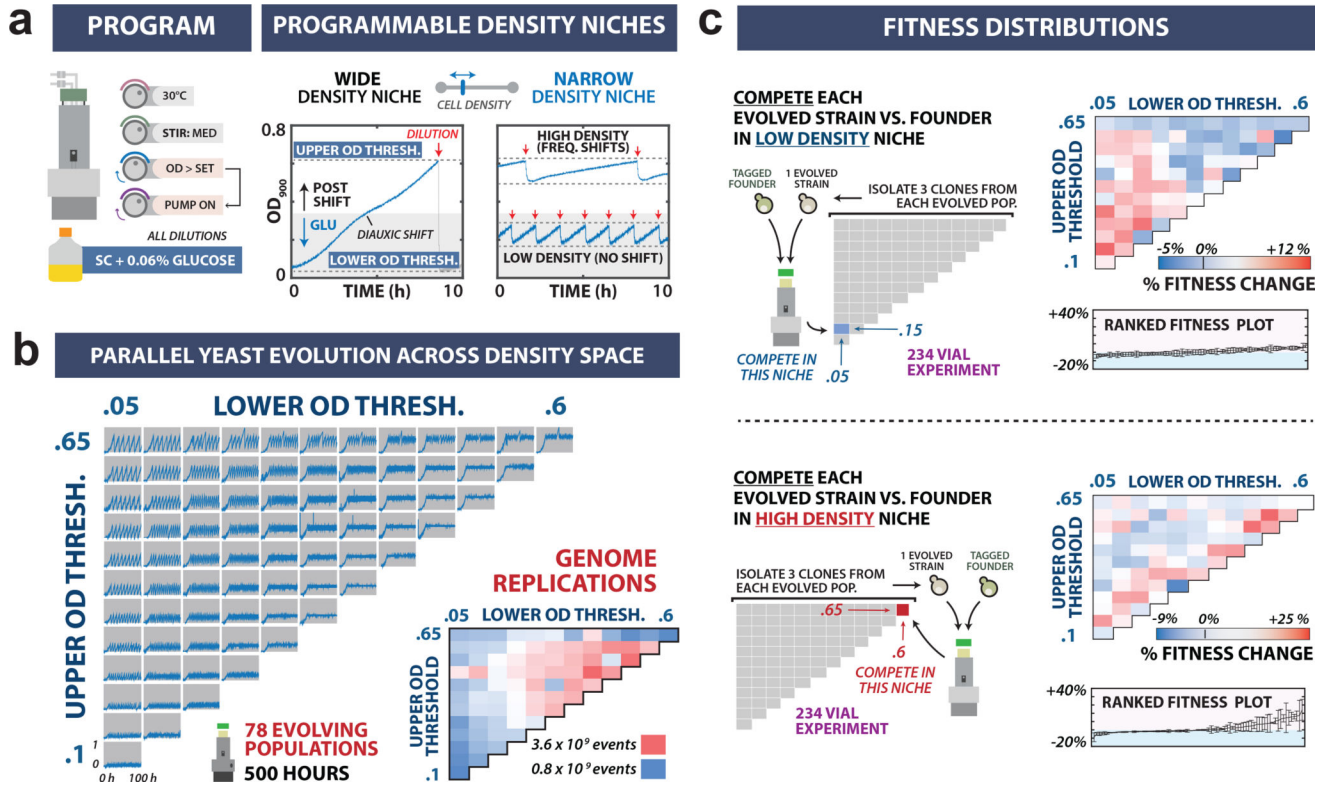 a
PROGRAM
30°C
STIR: MED
OD > SET
PUMP ON
ALL DILUTIONS
SC + 0.06% GLUCOSE
PROGRAMMABLE DENSITY NICHES
WIDE
DENSITY NICHE
CELL DENSITY
NARROW
DENSITY NICHE
0.8
OD900
0
DILUTION
UPPER OD THRESH.
POST
SHIFT
GLU
DIAUXIC SHIFT
LOWER OD THRESH.
0
TIME (h)
10
HIGH DENSITY
(FREQ. SHIFTS)
LOW DENSITY (NO SHIFT)
0
TIME (h)
10
b
PARALLEL YEAST EVOLUTION ACROSS DENSITY SPACE
.05
LOWER OD THRESH.
.6
.65
UPPER OD THRESH.
.1
1
0
0 h
100 h
78 EVOLVING
POPULATIONS
500 HOURS
GENOME
REPLICATIONS
.05
LOWER OD THRESH.
.6
.65
UPPER OD
THRESHOLD
.1
3.6 x 10⁹ events
0.8 x 10⁹ events
c
FITNESS DISTRIBUTIONS
COMPETE EACH
EVOLVED STRAIN VS. FOUNDER
IN LOW DENSITY NICHE
TAGGED
FOUNDER
1 EVOLVED
STRAIN
ISOLATE 3 CLONES FROM
EACH EVOLVED POP.
.15
COMPETE IN
THIS NICHE
.05
234 VIAL
EXPERIMENT
.05
LOWER OD THRESH.
.6
.65
UPPER OD
THRESHOLD
.1
-5%
0%
+12 %
% FITNESS CHANGE
+40%
RANKED FITNESS PLOT
-20%
COMPETE EACH
EVOLVED STRAIN VS. FOUNDER
IN HIGH DENSITY NICHE
ISOLATE 3 CLONES FROM
EACH EVOLVED POP.
1 EVOLVED
STRAIN
TAGGED
FOUNDER
.65
.6
COMPETE IN
THIS NICHE
234 VIAL
EXPERIMENT
.05
LOWER OD THRESH.
.6
.65
UPPER OD
THRESHOLD
.1
-9%
0%
+25 %
% FITNESS CHANGE
+40%
RANKED FITNESS PLOT
-20%